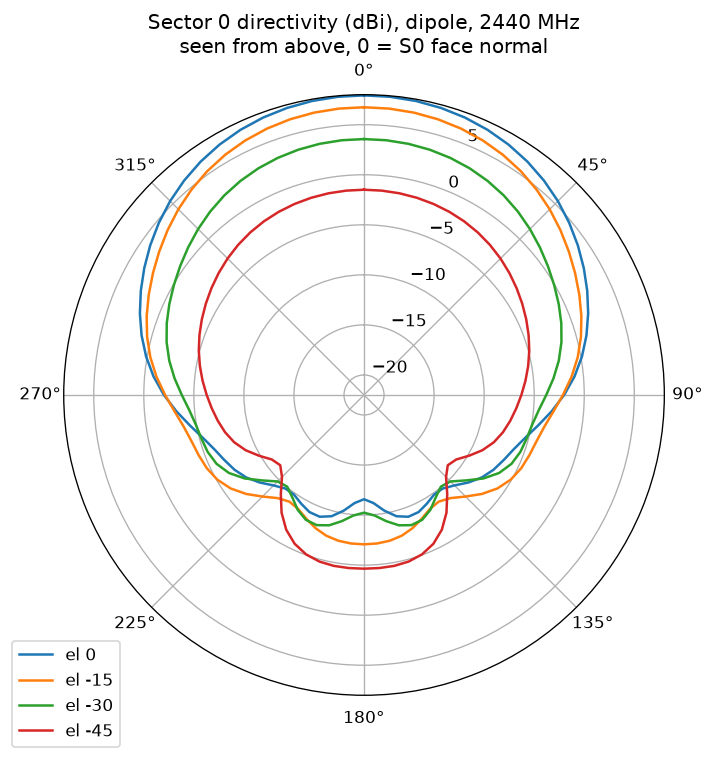 Sector 0 directivity (dBi), dipole, 2440 MHz
seen from above, 0 = S0 face normal
0°
315°
45°
5
0
−5
−10
−15
−20
270°
90°
225°
135°
180°
el 0
el -15
el -30
el -45